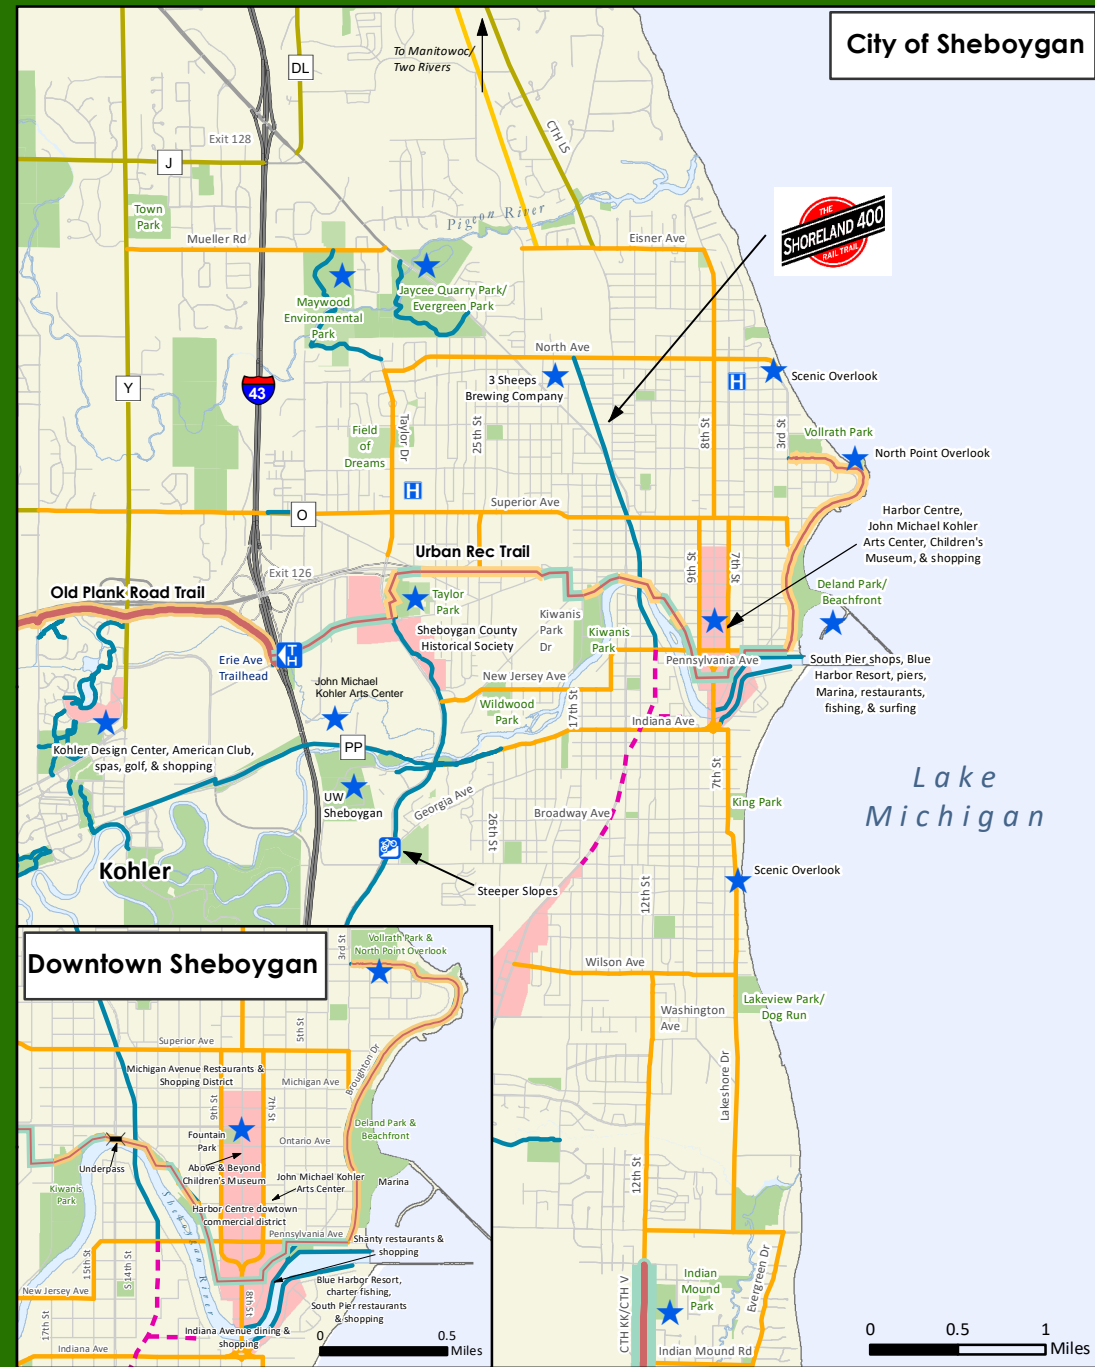 City of Sheboygan
To Manitowoc/
Two Rivers
DL
CTH LS
Exit 128
J
Town
Park
Pigeon River
Mueller Rd
Eisner Ave
THE
SHORELAND 400
RAIL TRAIL
Jaycee Quarry Park/
Evergreen Park
Maywood
Environmental
Park
North Ave
Y
43
3 Sheeps
Brewing Company
H
Scenic Overlook
Taylor Dr
25th St
8th St
3rd St
Field
of
Dreams
Vollrath Park
North Point Overlook
H
Superior Ave
O
Harbor Centre,
John Michael Kohler
Arts Center, Children's
Museum, & shopping
Urban Rec Trail
9th St
7th St
Exit 126
Old Plank Road Trail
Taylor
Park
Deland Park/
Beachfront
Kiwanis
Park
Dr
Kiwanis
Park
Sheboygan County
Historical Society
Erie Ave
Trailhead
TH
Pennsylvania Ave
South Pier shops, Blue
Harbor Resort, piers,
Marina, restaurants,
fishing, & surfing
New Jersey Ave
John Michael
Kohler Arts Center
Wildwood
Park
17th St
Indiana Ave
Kohler Design Center, American Club,
spas, golf, & shopping
PP
7th St
Lake
Michigan
UW
Sheboygan
Georgia Ave
Broadway Ave
King Park
26th St
Kohler
Steeper Slopes
12th St
Scenic Overlook
Wilson Ave
Lakeview Park/
Dog Run
Washington
Ave
Lakeshore Dr
12th St
Evergreen Dr
Indian
Mound
Park
CTH KK/CTH V
Indian Mound Rd
0 0.5 1
Miles
Downtown Sheboygan
3rd St
Vollrath Park &
North Point Overlook
5th St
Superior Ave
Broughton Dr
Michigan Avenue Restaurants &
Shopping District
Michigan Ave
9th St
7th St
Fountain
Park
Ontario Ave
Deland Park &
Beachfront
Underpass
Above & Beyond
Children's Museum
John Michael Kohler
Arts Center
Marina
Kiwanis
Park
Sheboygan River
Harbor Centre dowtown
commercial district
Pennsylvania Ave
Shanty restaurants &
shopping
15th St
S 14th St
Blue Harbor Resort,
charter fishing,
South Pier restaurants
& shopping
New Jersey Ave
8th St
17th St
Indiana Avenue dining &
shopping
Indiana Ave
0 0.5
Miles